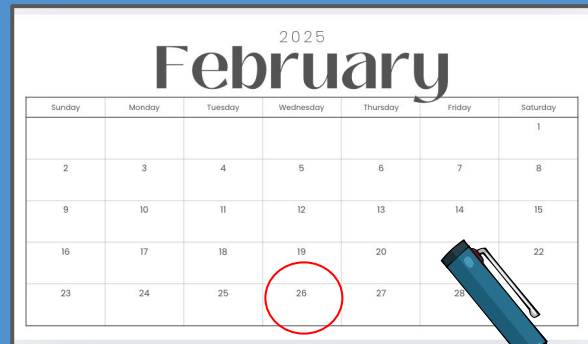 2025
February
Sunday Monday Tuesday Wednesday Thursday Friday Saturday
1
2 3 4 5 6 7 8
9 10 11 12 13 14 15
16 17 18 19 20 22
23 24 25 26 27 28